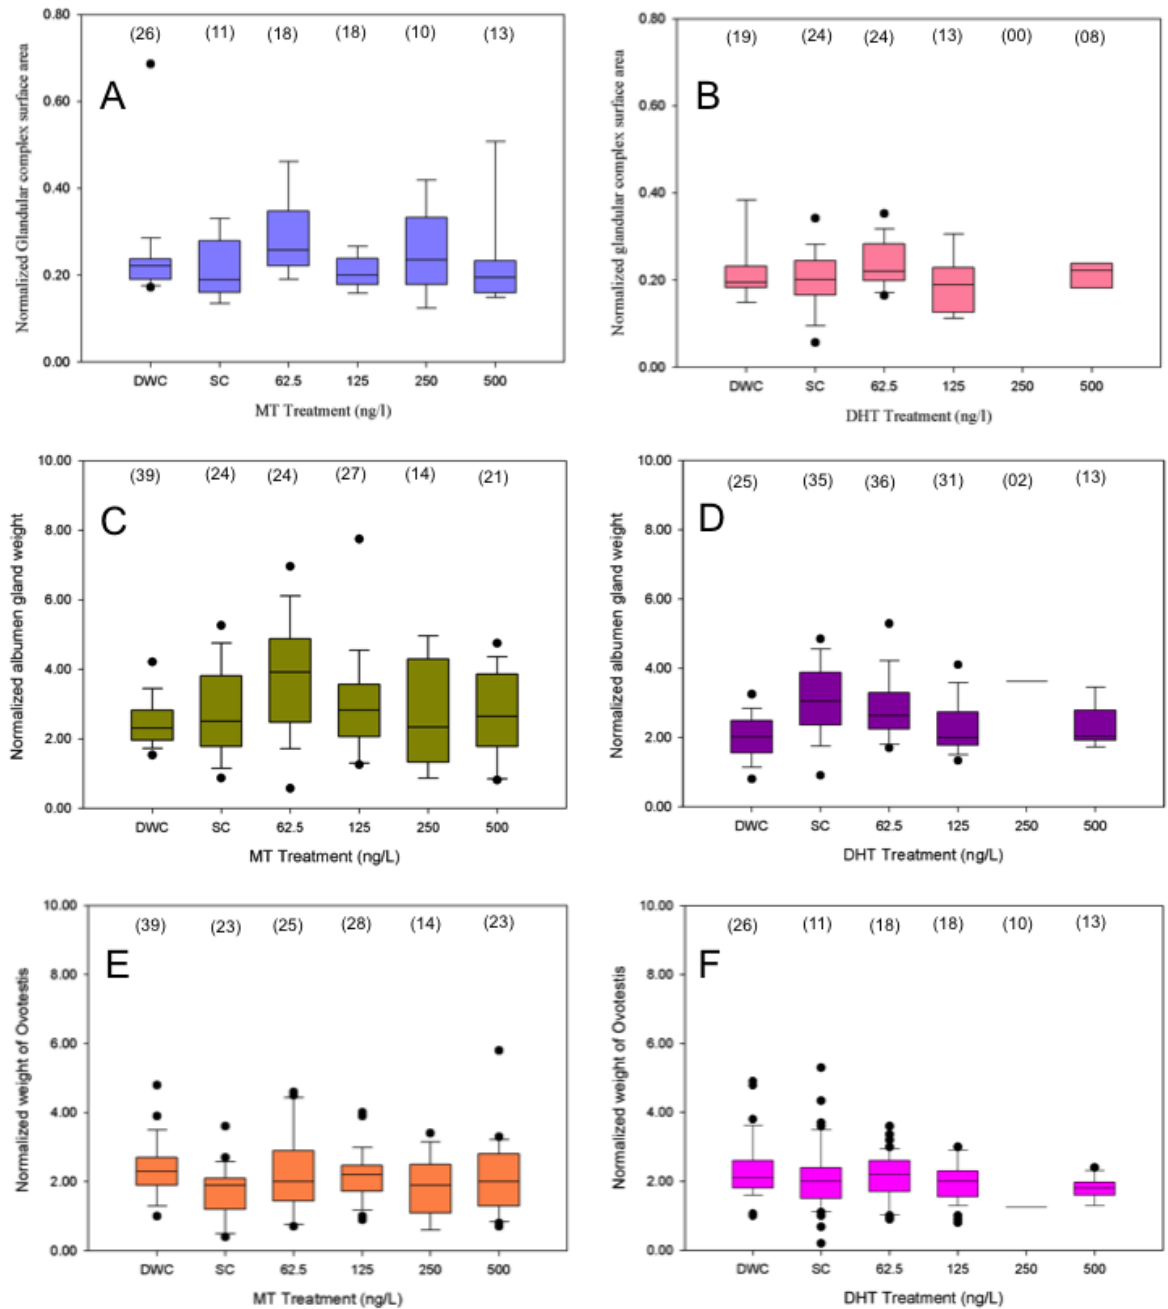 0.80
0.60
0.40
0.20
0.00
Normalized Glandular complex surface area
(26) (11) (18) (18) (10) (13)
A
DWC SC 62.5 125 250 500
MT Treatment (ng/l)
0.80
0.60
0.40
0.20
0.00
Normalized glandular complex surface area
(19) (24) (24) (13) (00) (08)
B
DWC SC 62.5 125 250 500
DHT Treatment (ng/l)
10.00
8.00
6.00
4.00
2.00
0.00
Normalized albumen gland weight
(39) (24) (24) (27) (14) (21)
C
DWC SC 62.5 125 250 500
MT Treatment (ng/L)
10.00
8.00
6.00
4.00
2.00
0.00
Normalized albumen gland weight
(25) (35) (36) (31) (02) (13)
D
DWC SC 62.5 125 250 500
DHT Treatment (ng/L)
10.00
8.00
6.00
4.00
2.00
0.00
Normalized weight of Ovotestis
(39) (23) (25) (28) (14) (23)
E
DWC SC 62.5 125 250 500
MT Treatment (ng/L)
10.00
8.00
6.00
4.00
2.00
0.00
Normalized weight of Ovotestis
(26) (11) (18) (18) (10) (13)
F
DWC SC 62.5 125 250 500
DHT Treatment (ng/L)